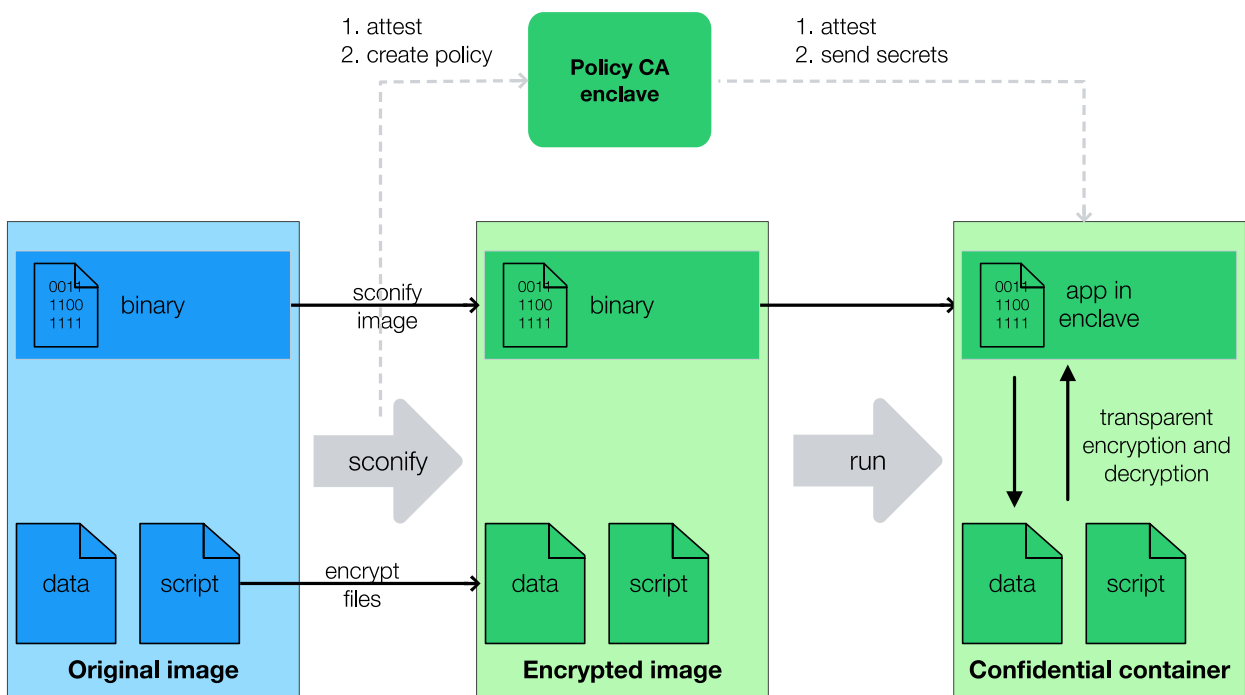 1. attest
2. create policy
Policy CA
enclave
1. attest
2. send secrets
0011
1100
1111
binary
sconify
image
0011
1100
1111
binary
0011
1100
1111
app in
enclave
sconify
run
transparent
encryption and
decryption
data
script
encrypt
files
data
script
data
script
Original image
Encrypted image
Confidential container